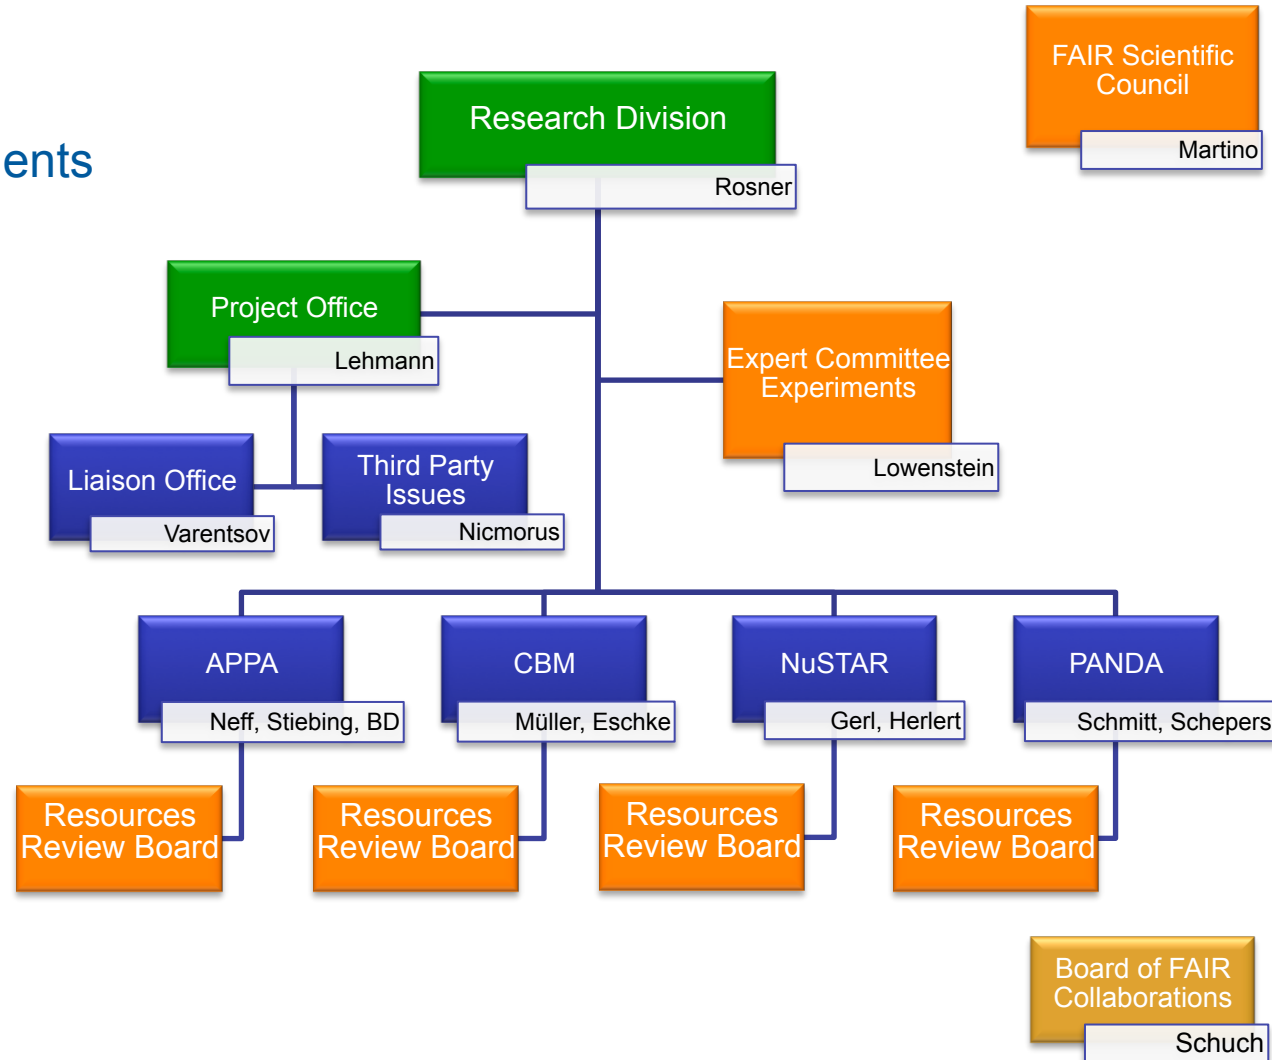 FAIR Scientific
Council
Martino
Research Division
Rosner
ents
Project Office
Lehmann
Expert Committee
Experiments
Lowenstein
Liaison Office
Varentsov
Third Party
Issues
Nicmorus
APPA
Neff, Stiebing, BD
CBM
Müller, Eschke
NuSTAR
Gerl, Herlert
PANDA
Schmitt, Schepers
Resources
Review Board
Resources
Review Board
Resources
Review Board
Resources
Review Board
Board of FAIR
Collaborations
Schuch